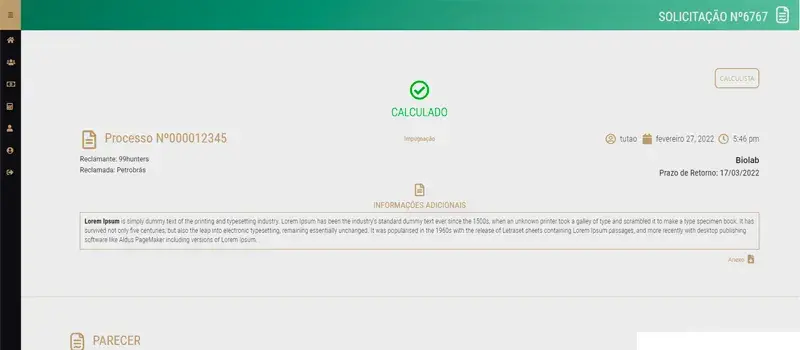 SOLICITAÇÃO Nº6767
CALCULISTA
CALCULADO
Processo Nº000012345
Impugnação
tutao fevereiro 27, 2022 5:46 pm
Reclamante: 99hunters
Biolab
Reclamada: Petrobrás
Prazo de Retorno: 17/03/2022
INFORMAÇÕES ADICIONAIS
Lorem Ipsum is simply dummy text of the printing and typesetting industry. Lorem Ipsum has been the industry's standard dummy text ever since the 1500s, when an unknown printer took a galley of type and scrambled it to make a type specimen book. It has
survived not only five centuries, but also the leap into electronic typesetting, remaining essentially unchanged. It was popularised in the 1960s with the release of Letraset sheets containing Lorem Ipsum passages, and more recently with desktop publishing
software like Aldus PageMaker including versions of Lorem Ipsum.
Anexo
PARECER